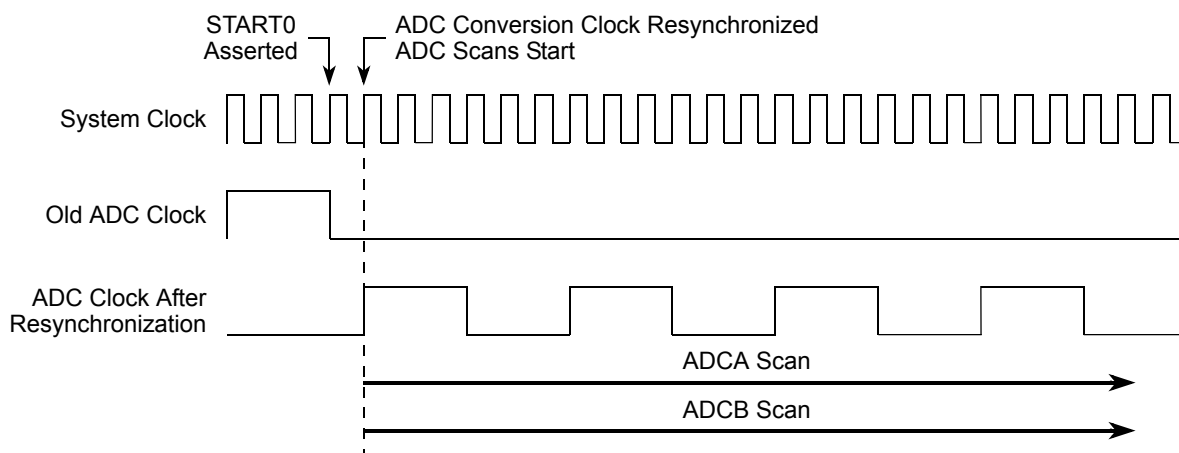 START0
Asserted
ADC Conversion Clock Resynchronized
ADC Scans Start
System Clock
Old ADC Clock
ADC Clock After
Resynchronization
ADCA Scan
ADCB Scan